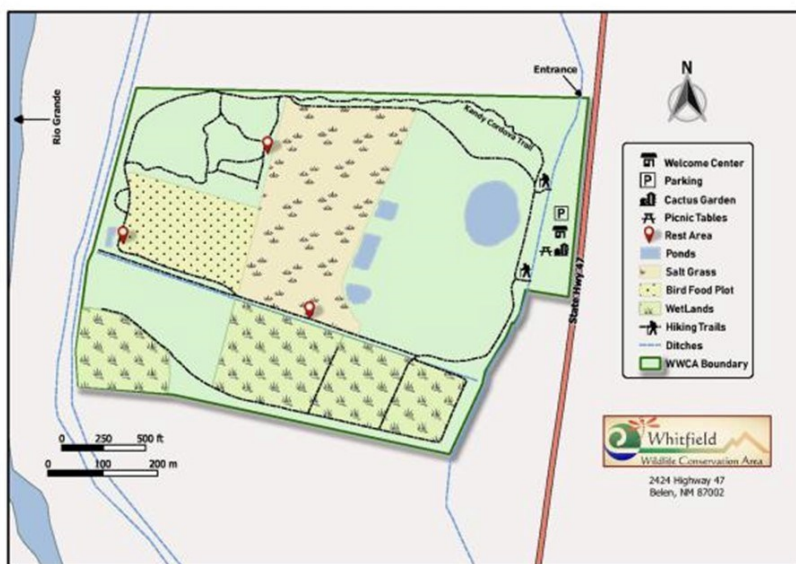 Entrance
N
Rio Grande
Kandy Cordova Trail
Welcome Center
P Parking
Cactus Garden
Picnic Tables
Rest Area
Ponds
Salt Grass
Bird Food Plot
WetLands
Hiking Trails
Ditches
WWCA Boundary
P
State Hwy 47
0 250 500 ft
0 100 200 m
Whitfield
Wildlife Conservation Area
2424 Highway 47
Belen, NM 87002